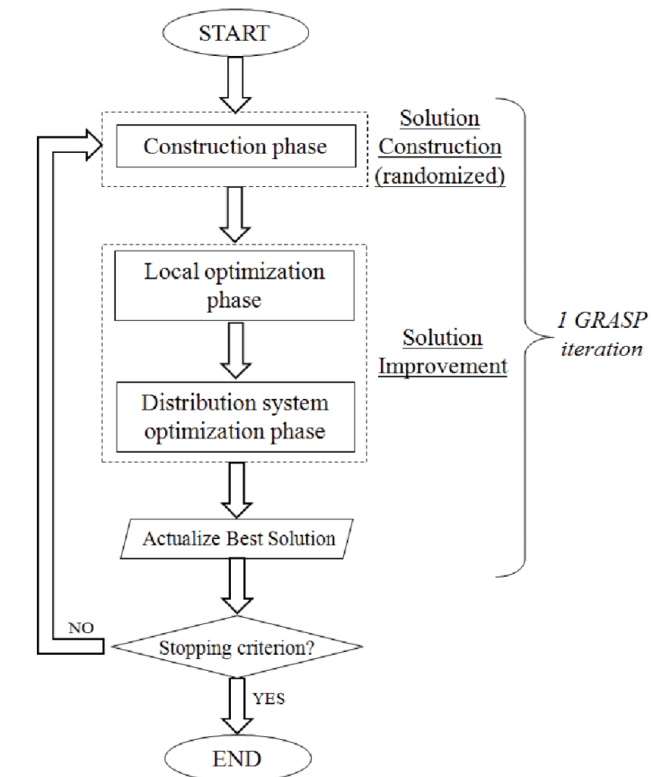 START
Construction phase
Solution
Construction
(randomized)
Local optimization
phase
Distribution system
optimization phase
Solution
Improvement
1 GRASP
iteration
Actualize Best Solution
Stopping criterion?
NO
YES
END